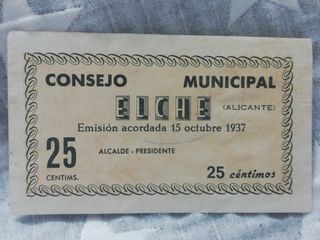 CONSEJO MUNICIPAL
ELCHE (ALICANTE)
Emisión acordada 15 octubre 1937
25 ALCALDE - PRESIDENTE
CENTIMS. 25 céntimos